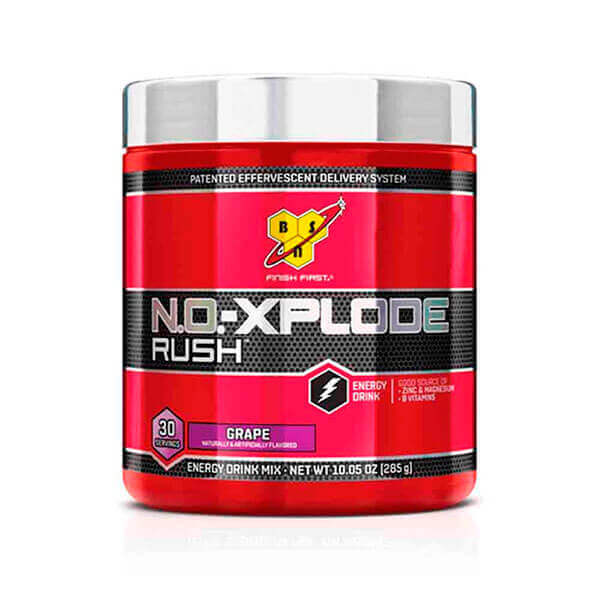 PATENTED EFFERVESCENT DELIVERY SYSTEM
B S
N
FINISH FIRST.
N.O.-XPLODE
RUSH
ENERGY
DRINK
GOOD SOURCE OF
• ZINC & MAGNESIUM
• B VITAMINS
30
SERVINGS
GRAPE
NATURALLY & ARTIFICIALLY FLAVORED
ENERGY DRINK MIX • NET WT 10.05 OZ (285 g)